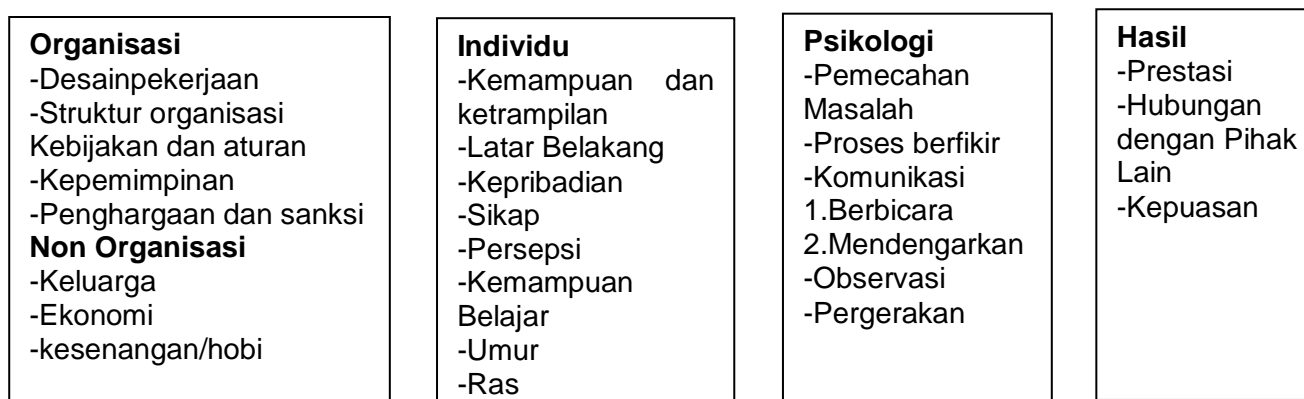 Organisasi
-Desainpekerjaan
-Struktur organisasi
Kebijakan dan aturan
-Kepemimpinan
-Penghargaan dan sanksi
Non Organisasi
-Keluarga
-Ekonomi
-kesenangan/hobi
Individu
-Kemampuan dan
ketrampilan
-Latar Belakang
-Kepribadian
-Sikap
-Persepsi
-Kemampuan
Belajar
-Umur
-Ras
Psikologi
-Pemecahan
Masalah
-Proses berfikir
-Komunikasi
1.Berbicara
2.Mendengarkan
-Observasi
-Pergerakan
Hasil
-Prestasi
-Hubungan
dengan Pihak
Lain
-Kepuasan